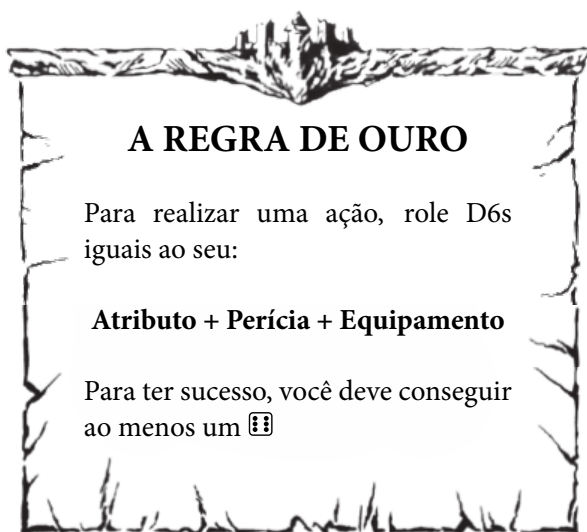 A REGRA DE OURO
Para realizar uma ação, role D6s
iguais ao seu:
Atributo + Perícia + Equipamento
Para ter sucesso, você deve conseguir
ao menos um ⚅